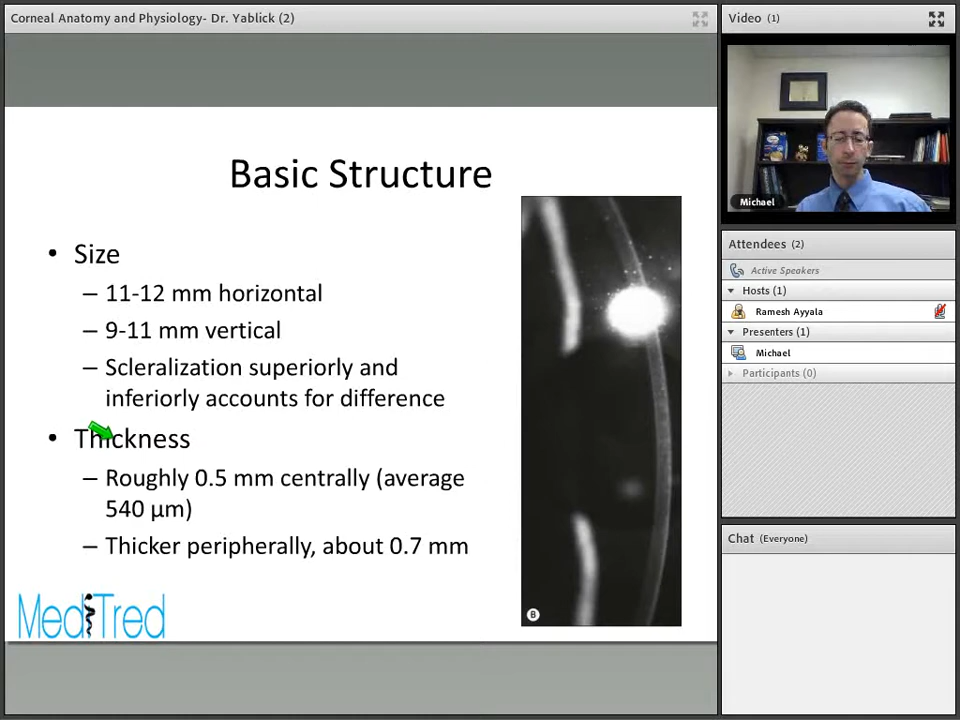 Corneal Anatomy and Physiology- Dr. Yablick (2)
Basic Structure
• Size
– 11-12 mm horizontal
– 9-11 mm vertical
– Scleralization superiorly and
inferiorly accounts for difference
• Thickness
– Roughly 0.5 mm centrally (average
540 µm)
– Thicker peripherally, about 0.7 mm
MediTred
B
Video (1)
Michael
Attendees (2)
Active Speakers
Hosts (1)
Ramesh Ayyala
Presenters (1)
Michael
Participants (0)
Chat (Everyone)